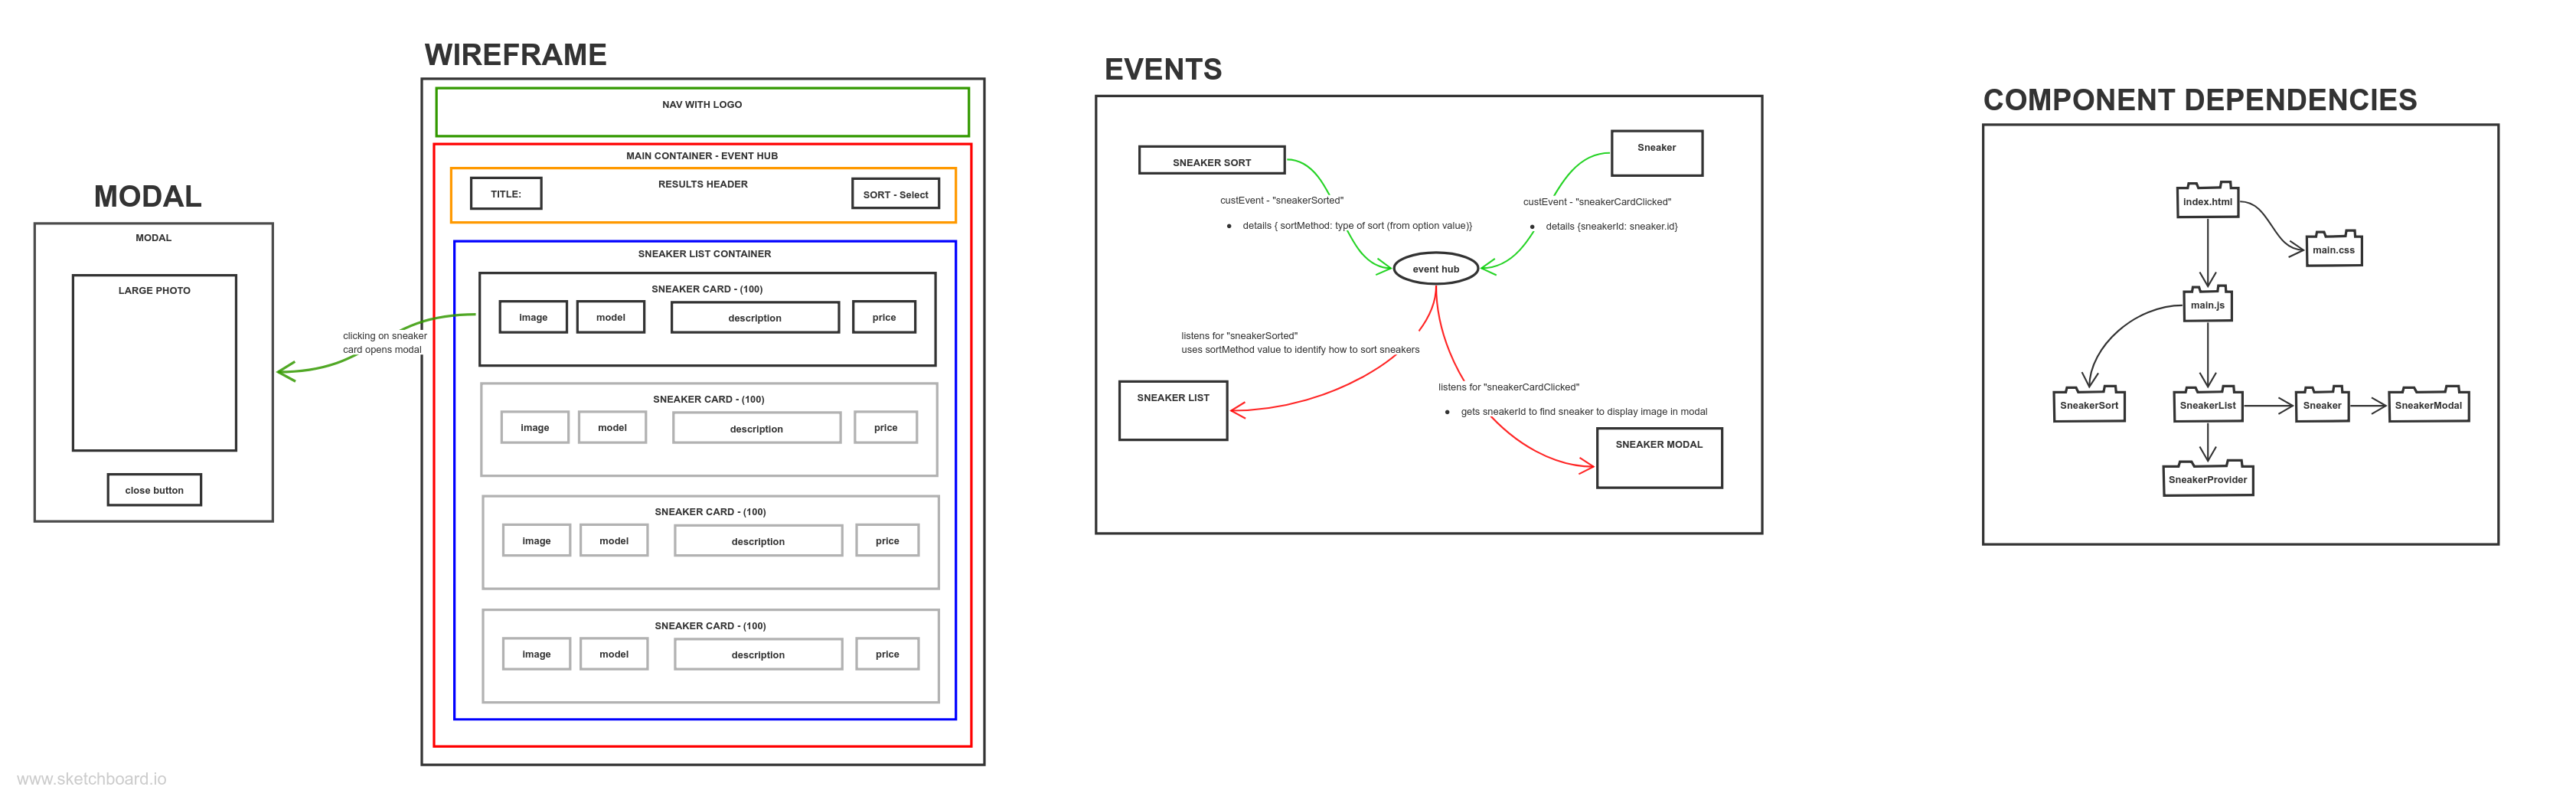 MODAL
MODAL
LARGE PHOTO
close button
clicking on sneaker
card opens modal
WIREFRAME
NAV WITH LOGO
MAIN CONTAINER - EVENT HUB
RESULTS HEADER
TITLE:
SORT - Select
SNEAKER LIST CONTAINER
SNEAKER CARD - (100)
image
model
description
price
SNEAKER CARD - (100)
image
model
description
price
SNEAKER CARD - (100)
image
model
description
price
SNEAKER CARD - (100)
image
model
description
price
EVENTS
SNEAKER SORT
Sneaker
custEvent - "sneakerSorted"
● details { sortMethod: type of sort (from option value)}
custEvent - "sneakerCardClicked"
● details {sneakerId: sneaker.id}
event hub
listens for "sneakerSorted"
uses sortMethod value to identify how to sort sneakers
listens for "sneakerCardClicked"
● gets sneakerId to find sneaker to display image in modal
SNEAKER LIST
SNEAKER MODAL
COMPONENT DEPENDENCIES
index.html
main.css
main.js
SneakerSort
SneakerList
Sneaker
SneakerModal
SneakerProvider
www.sketchboard.io